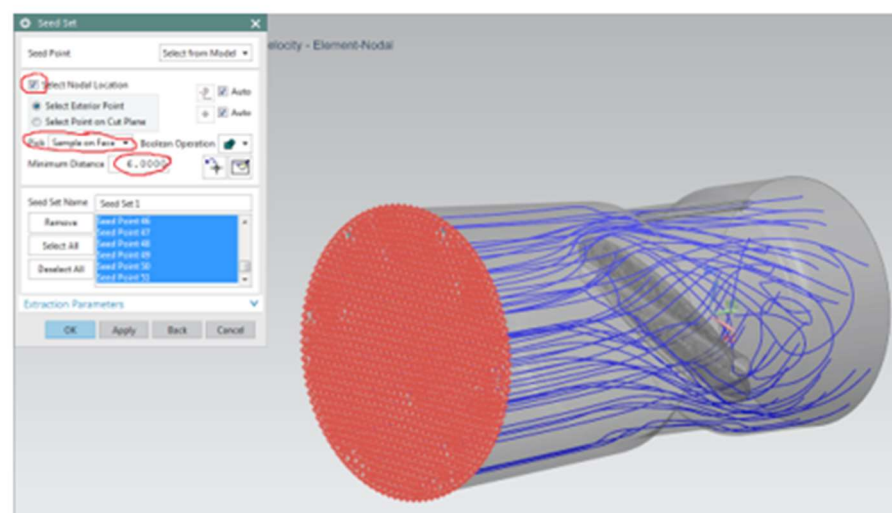 Seed Set
elocity - Element-Nodal
Seed Point
Select from Model
Select Nodal Location
Auto
Select Exterior Point
Auto
Select Point on Cut Plane
Pick Sample on Face Boolean Operation
Minimum Distance 6.0000
Seed Set Name Seed Set 1
Remove
Seed Point 46
Seed Point 47
Select All
Seed Point 48
Seed Point 49
Deselect All
Seed Point 50
Seed Point 51
Extraction Parameters
OK Apply Back Cancel